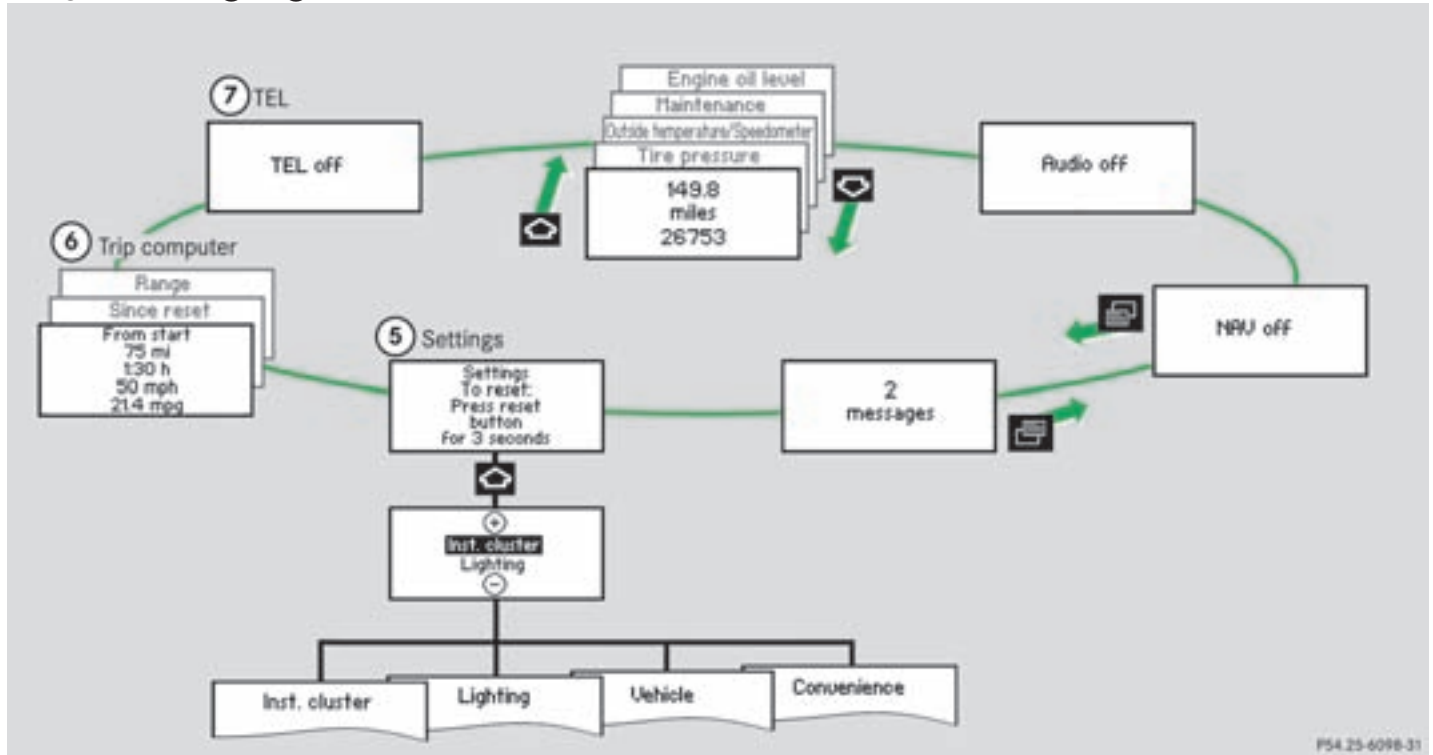 7 TEL
TEL off
Engine oil level
Maintenance
Outside temperature/Speedometer
Tire pressure
149.8
miles
26753
Audio off
6 Trip computer
Range
Since reset
From start
75 mi
1:30 h
50 mph
21.4 mpg
5 Settings
Settings
To reset:
Press reset
button
for 3 seconds
2
messages
NAV off
+
Inst. cluster
Lighting
−
Inst. cluster
Lighting
Vehicle
Convenience
P54.25-6098-31